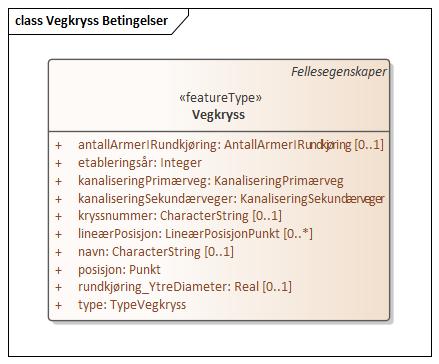 class Vegkryss Betingelser
Fellesegenskaper
«featureType»
Vegkryss
+ antallArmerIRundkjøring: AntallArmerIRundkjøring [0..1]
+ etableringsår: Integer
+ kanaliseringPrimærveg: KanaliseringPrimærveg
+ kanaliseringSekundærveger: KanaliseringSekundærveger
+ kryssnummer: CharacterString [0..1]
+ lineærPosisjon: LineærPosisjonPunkt [0..*]
+ navn: CharacterString [0..1]
+ posisjon: Punkt
+ rundkjøring_YtreDiameter: Real [0..1]
+ type: TypeVegkryss